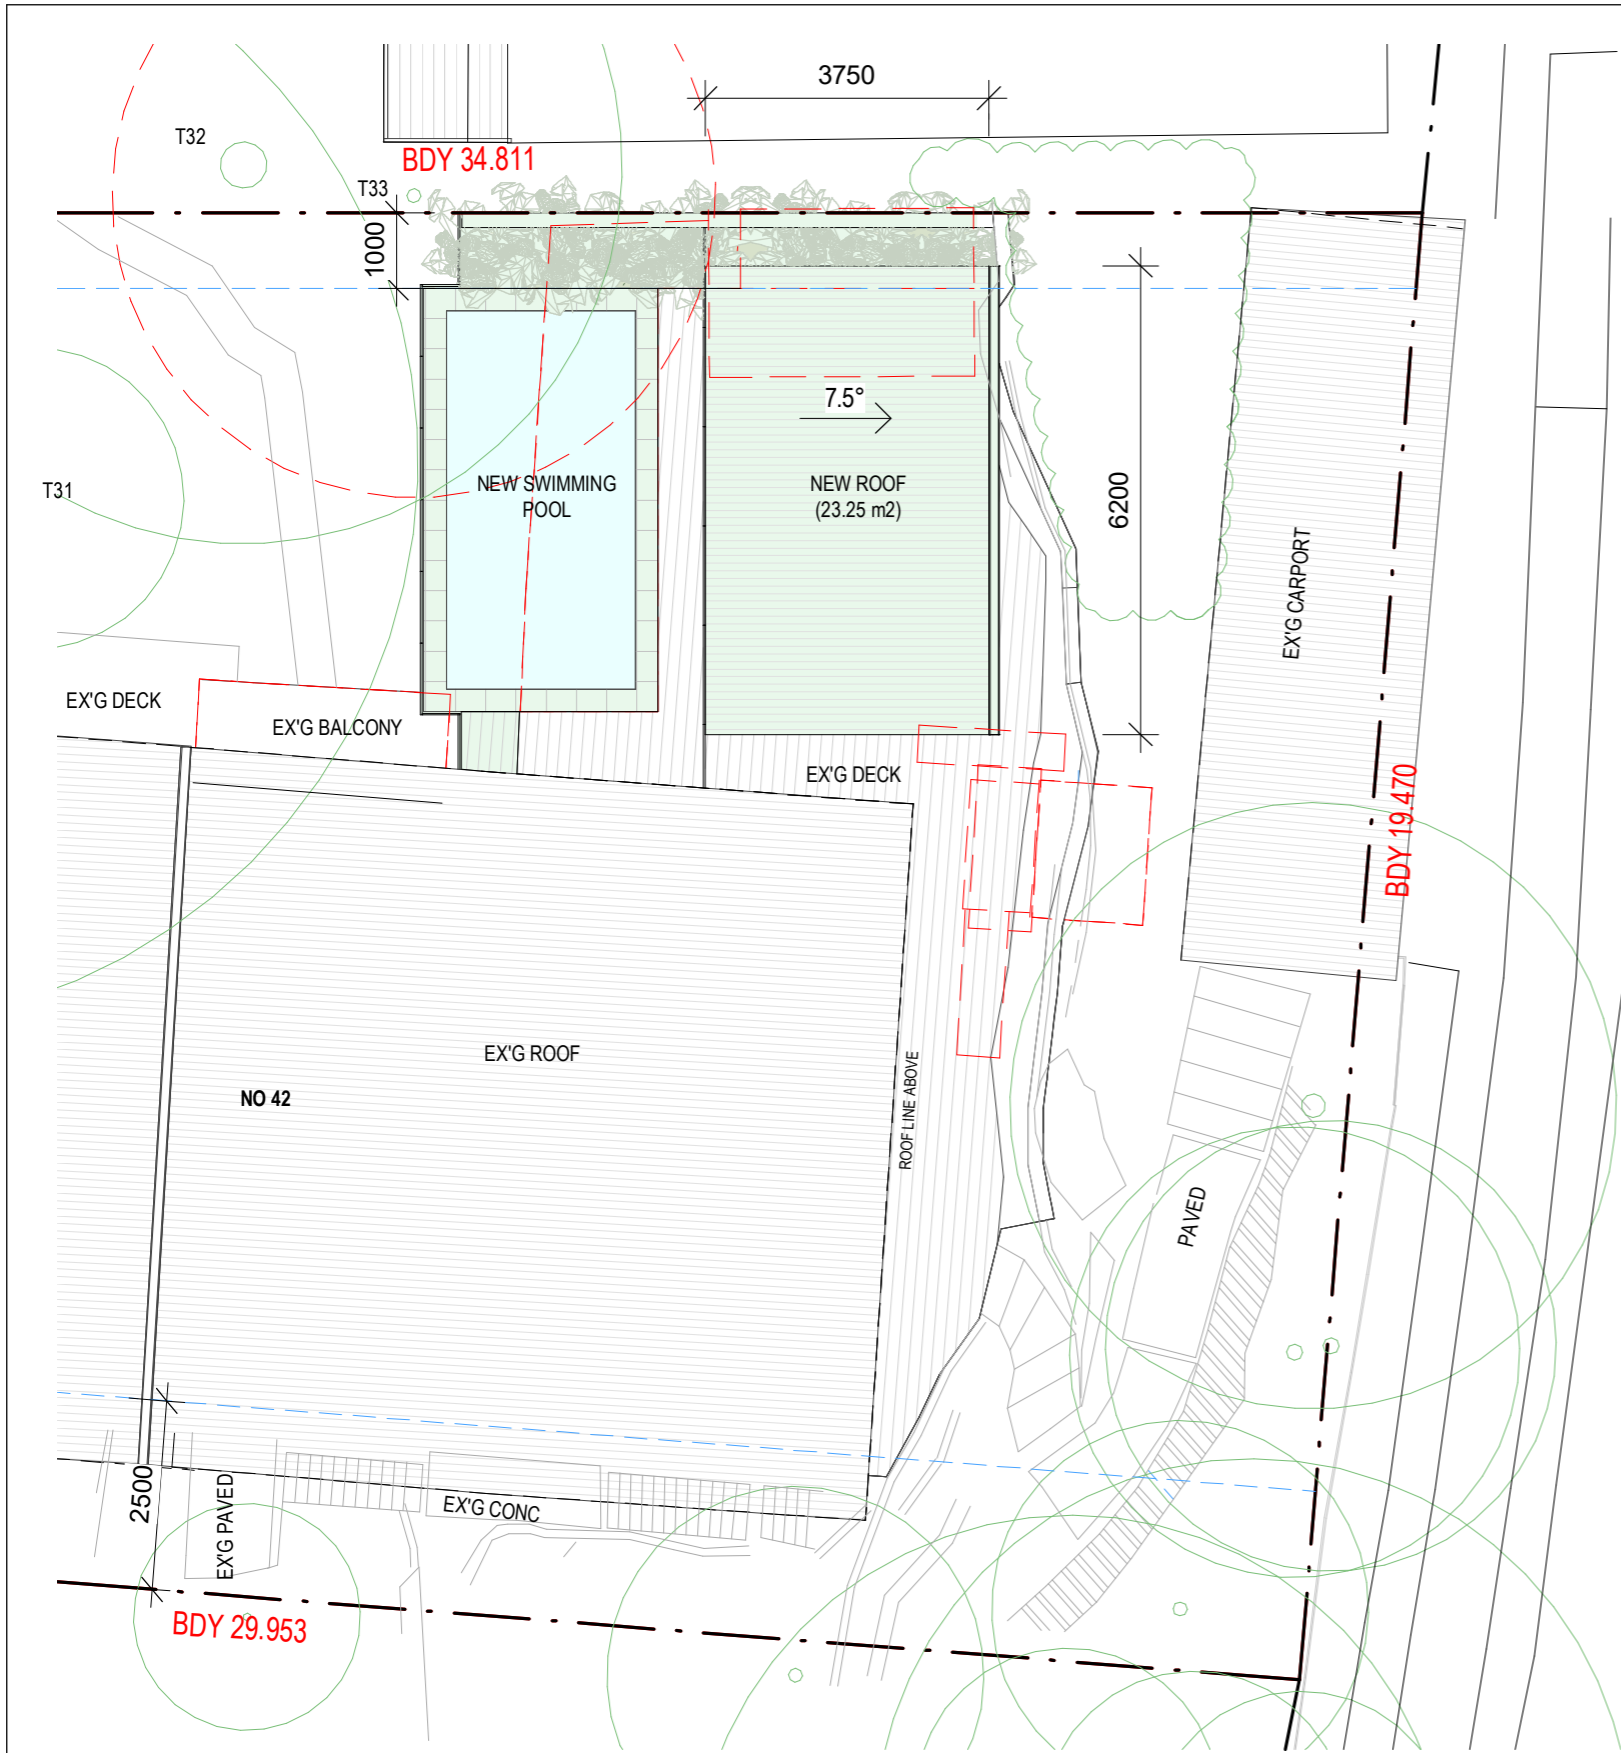 3750
T32
BDY 34.811
T33
1000
7.5°
T31
NEW SWIMMING
POOL
NEW ROOF
(23.25 m2)
6200
EX'G CARPORT
EX'G DECK
EX'G BALCONY
EX'G DECK
BDY 19.470
EX'G ROOF
NO 42
ROOF LINE ABOVE
PAVED
2500
EX'G PAVED
EX'G CONC
BDY 29.953